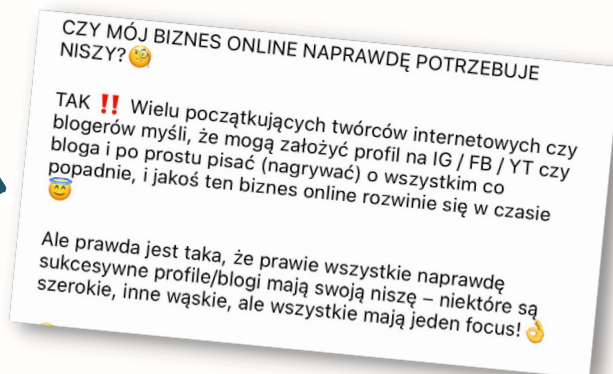 CZY MÓJ BIZNES ONLINE NAPRAWDĘ POTRZEBUJE
NISZY?🧐
TAK ‼️ Wielu początkujących twórców internetowych czy
blogerów myśli, że mogą założyć profil na IG / FB / YT czy
bloga i po prostu pisać (nagrywać) o wszystkim co
popadnie, i jakoś ten biznes online rozwinie się w czasie
😇
Ale prawda jest taka, że prawie wszystkie naprawdę
sukcesywne profile/blogi mają swoją niszę – niektóre są
szerokie, inne wąskie, ale wszystkie mają jeden focus!👌